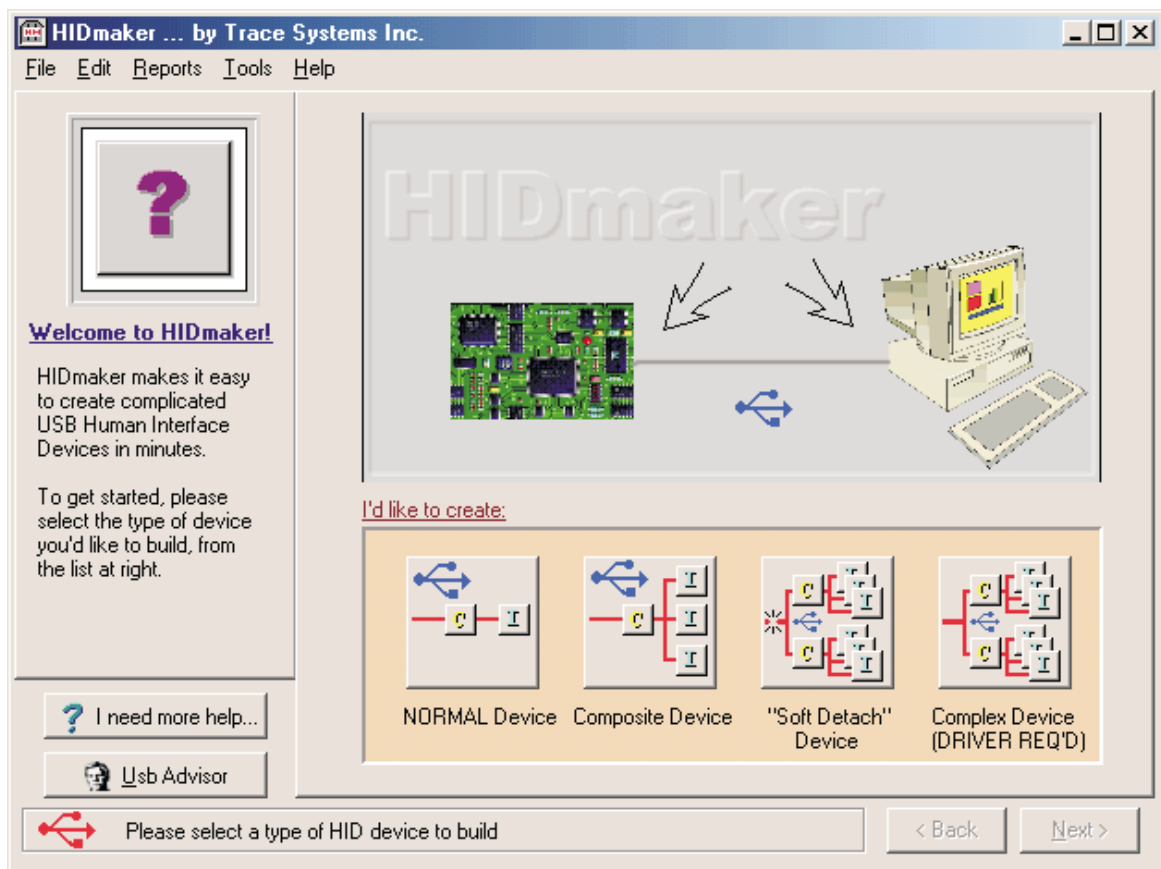 HIDmaker ... by Trace Systems Inc.
File Edit Reports Tools Help
?
Welcome to HIDmaker!
HIDmaker makes it easy
to create complicated
USB Human Interface
Devices in minutes.
To get started, please
select the type of device
you'd like to build, from
the list at right.
? I need more help...
Usb Advisor
HIDmaker
I'd like to create:
C I
C I I I
C I I I C I I I
C I I I C I I I
NORMAL Device
Composite Device
"Soft Detach"
Device
Complex Device
(DRIVER REQ'D)
Please select a type of HID device to build
< Back Next >